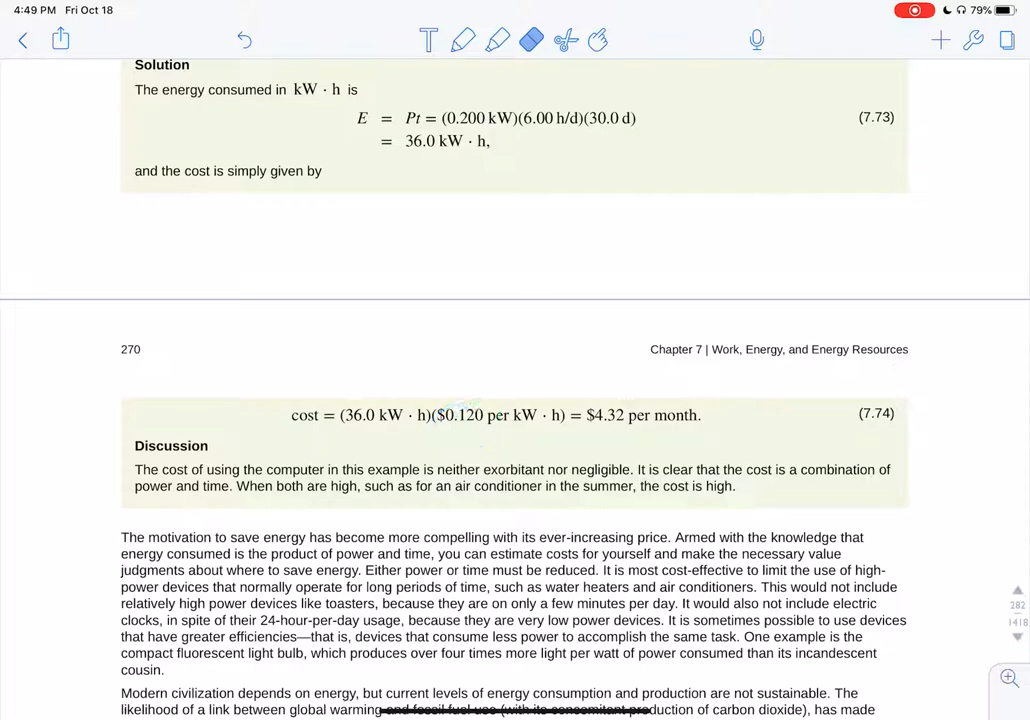 4:49 PM Fri Oct 18
79%
Solution
The energy consumed in kW · h is
E = Pt = (0.200 kW)(6.00 h/d)(30.0 d) (7.73)
= 36.0 kW · h,
and the cost is simply given by
270 Chapter 7 | Work, Energy, and Energy Resources
cost = (36.0 kW · h)($0.120 per kW · h) = $4.32 per month. (7.74)
Discussion
The cost of using the computer in this example is neither exorbitant nor negligible. It is clear that the cost is a combination of
power and time. When both are high, such as for an air conditioner in the summer, the cost is high.
The motivation to save energy has become more compelling with its ever-increasing price. Armed with the knowledge that
energy consumed is the product of power and time, you can estimate costs for yourself and make the necessary value
judgments about where to save energy. Either power or time must be reduced. It is most cost-effective to limit the use of high-
power devices that normally operate for long periods of time, such as water heaters and air conditioners. This would not include
relatively high power devices like toasters, because they are on only a few minutes per day. It would also not include electric
clocks, in spite of their 24-hour-per-day usage, because they are very low power devices. It is sometimes possible to use devices
that have greater efficiencies—that is, devices that consume less power to accomplish the same task. One example is the
compact fluorescent light bulb, which produces over four times more light per watt of power consumed than its incandescent
cousin.
Modern civilization depends on energy, but current levels of energy consumption and production are not sustainable. The
likelihood of a link between global warming and fossil fuel use (with its concomitant production of carbon dioxide), has made
282
1418